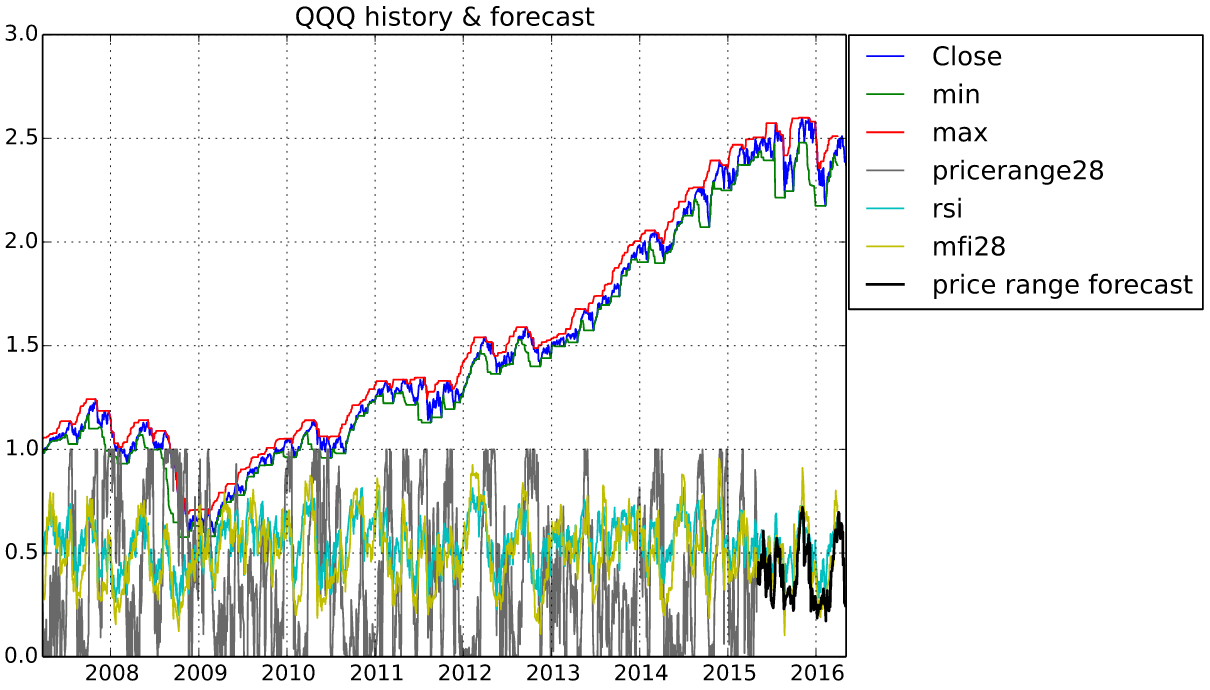 QQQ history & forecast
3.0
2.5
2.0
1.5
1.0
0.5
0.0
2008 2009 2010 2011 2012 2013 2014 2015 2016
Close
min
max
pricerange28
rsi
mfi28
price range forecast